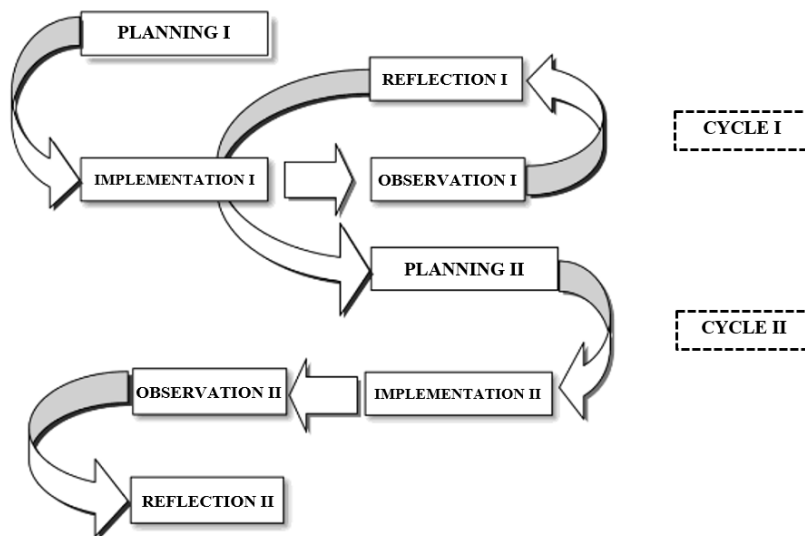 PLANNING I
REFLECTION I
CYCLE I
IMPLEMENTATION I
OBSERVATION I
PLANNING II
CYCLE II
OBSERVATION II
IMPLEMENTATION II
REFLECTION II